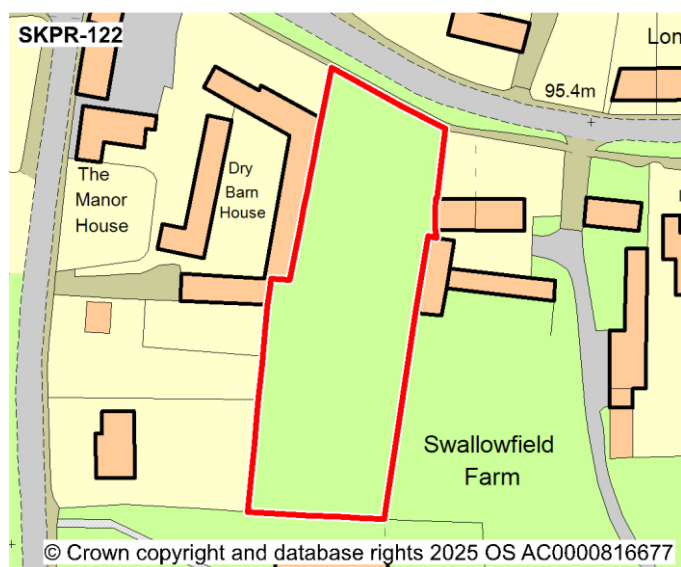 SKPR-122
Lon
95.4m
The
Manor
House
Dry
Barn
House
Swallowfield
Farm
© Crown copyright and database rights 2025 OS AC0000816677